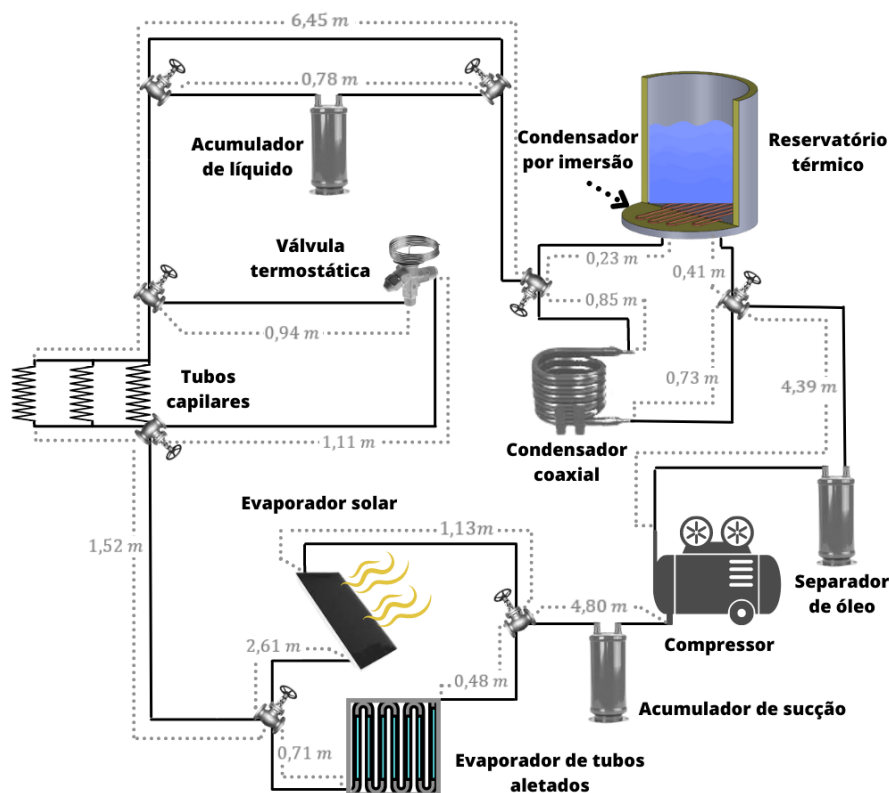 6,45 m
0,78 m
Acumulador
de líquido
Condensador
por imersão
Reservatório
térmico
Válvula
termostática
0,23 m
0,41 m
0,85 m
0,94 m
Tubos
capilares
0,73 m
4,39 m
1,11 m
Condensador
coaxial
Evaporador solar
1,52 m
1,13m
Separador
de óleo
4,80 m
Compressor
2,61 m
0,48 m
Acumulador de sucção
0,71 m
Evaporador de tubos
aletados